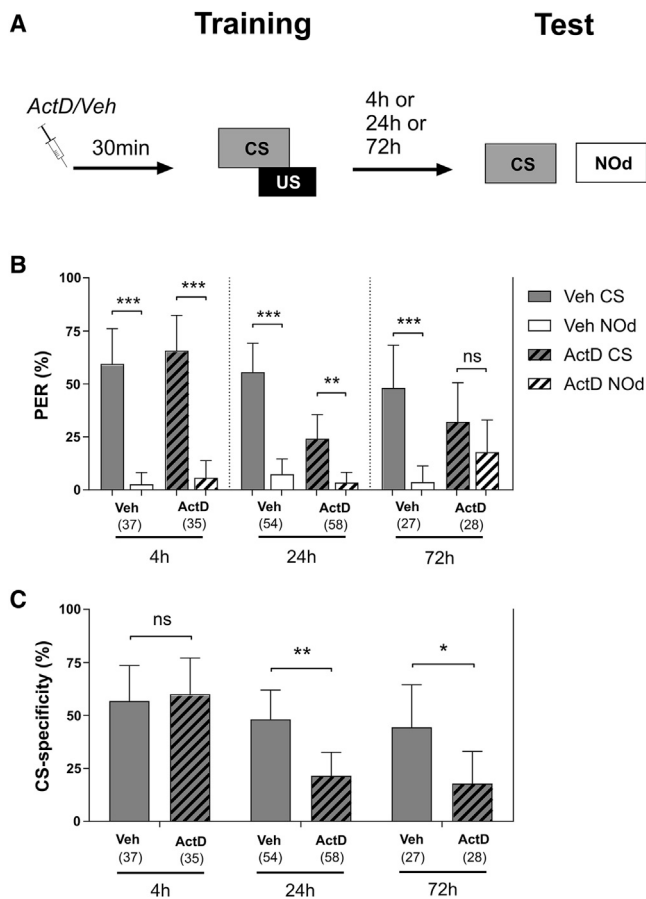 A
Training
Test
ActD/Veh
30min
CS
US
4h or
24h or
72h
CS
NOd
B
PER (%)
100
75
50
25
0
***
***
***
**
***
ns
Veh CS
Veh NOd
ActD CS
ActD NOd
Veh ActD Veh ActD Veh ActD
(37) (35) (54) (58) (27) (28)
4h 24h 72h
C
CS-specificity (%)
100
75
50
25
0
ns
**
*
Veh ActD Veh ActD Veh ActD
(37) (35) (54) (58) (27) (28)
4h 24h 72h